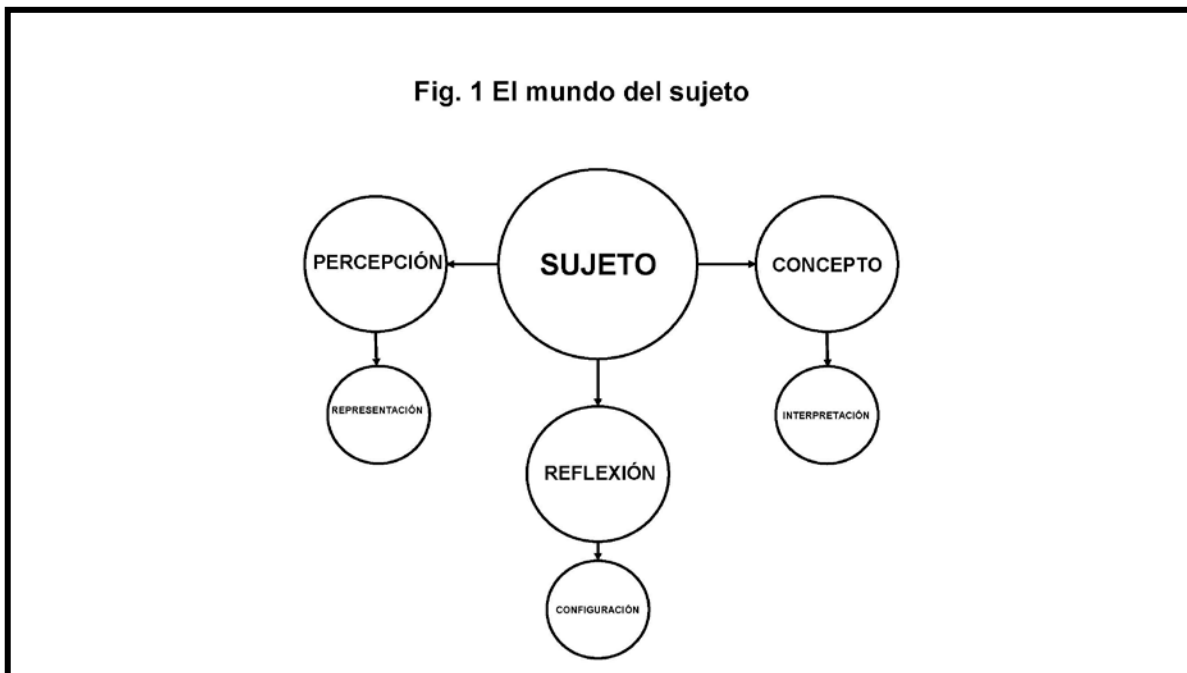 Fig. 1 El mundo del sujeto
PERCEPCIÓN
SUJETO
CONCEPTO
REPRESENTACIÓN
INTERPRETACIÓN
REFLEXIÓN
CONFIGURACIÓN